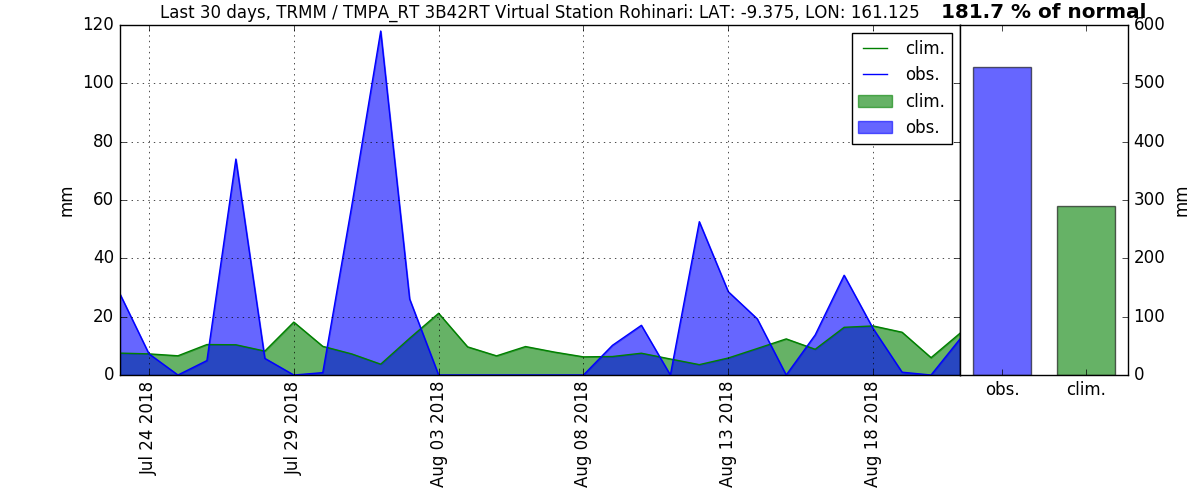 Last 30 days, TRMM / TMPA_RT 3B42RT Virtual Station Rohinari: LAT: -9.375, LON: 161.125
181.7 % of normal
120
100
80
60
40
20
0
mm
clim.
obs.
clim.
obs.
Jul 24 2018
Jul 29 2018
Aug 03 2018
Aug 08 2018
Aug 13 2018
Aug 18 2018
600
500
400
300
200
100
0
mm
obs.
clim.